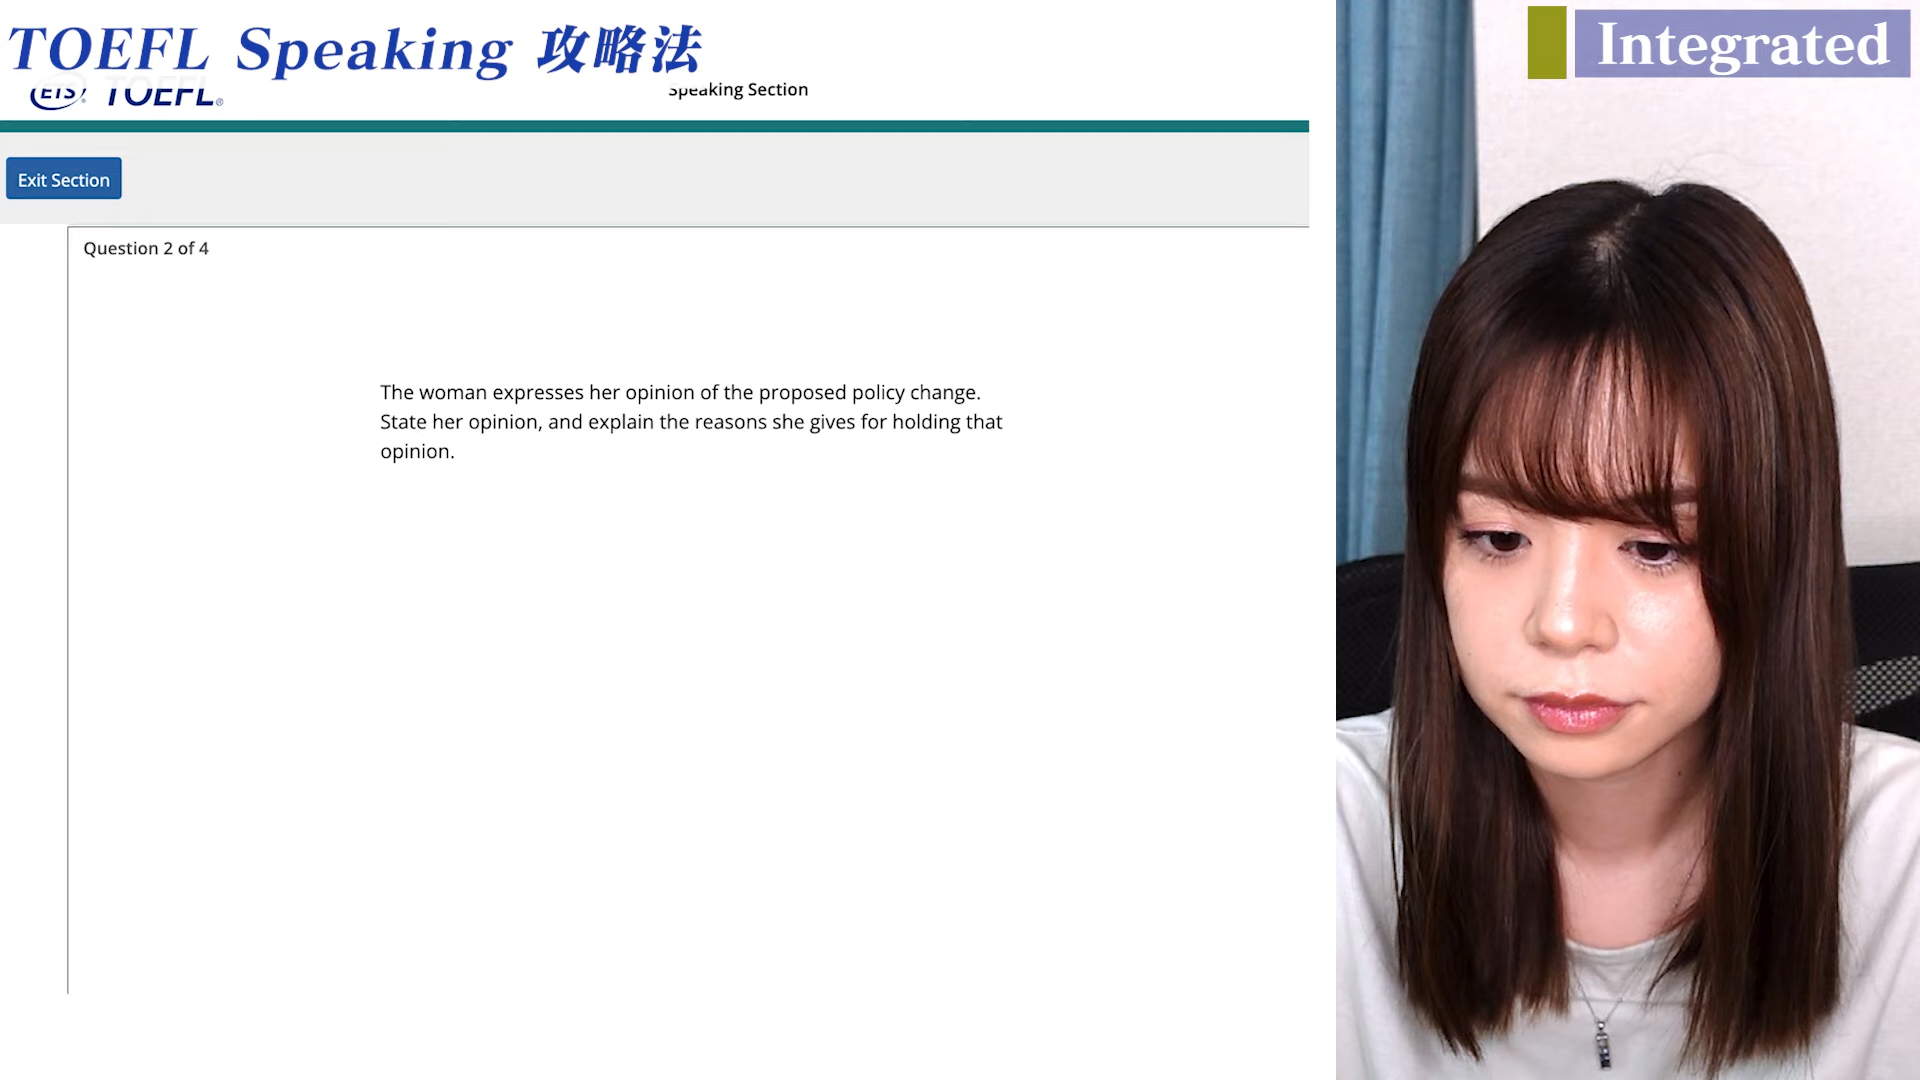 TOEFL Speaking 攻略法
Integrated
ETS® TOEFL®
Speaking Section
Exit Section
Question 2 of 4
The woman expresses her opinion of the proposed policy change.
State her opinion, and explain the reasons she gives for holding that
opinion.